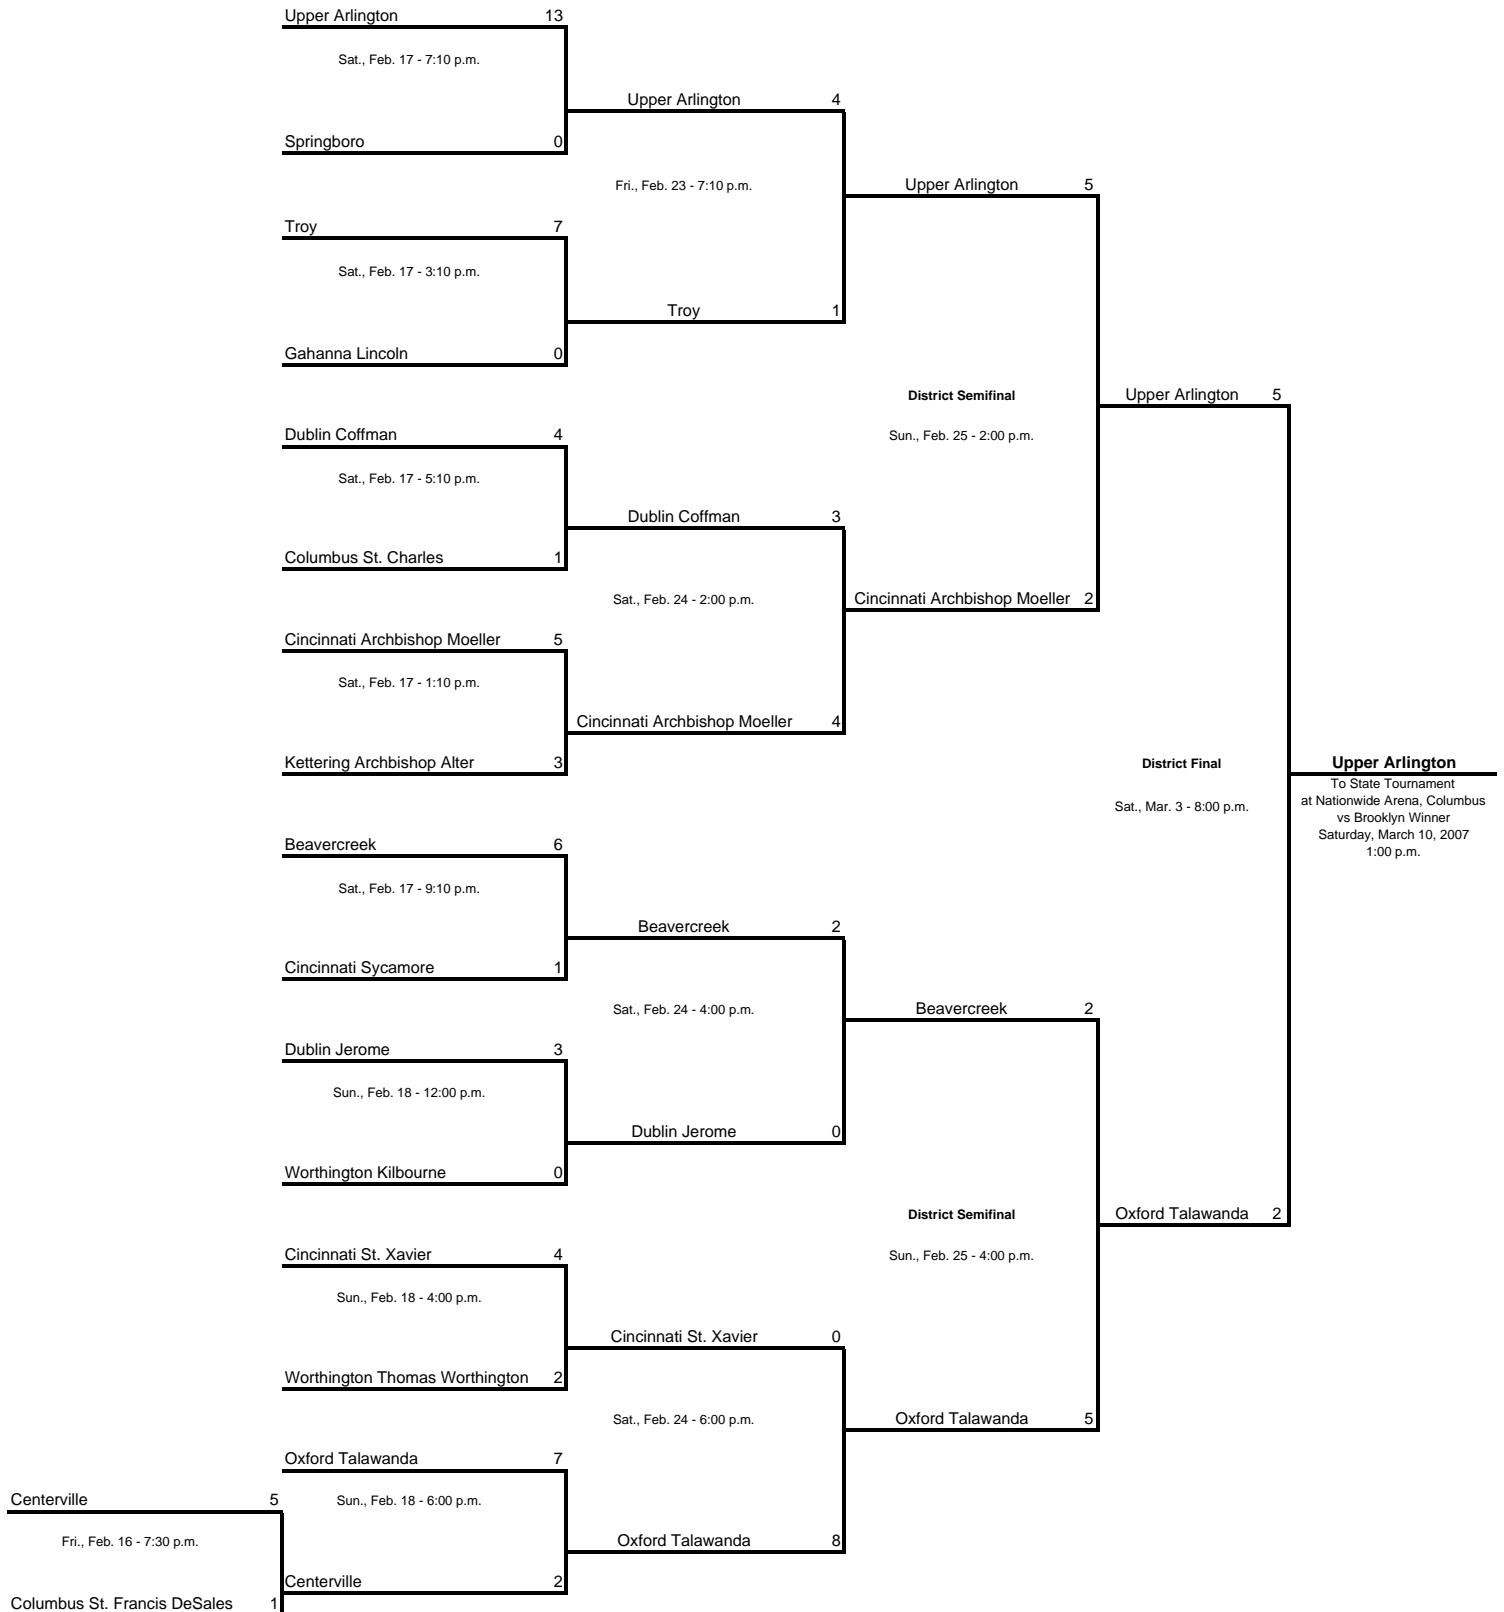 Upper Arlington 13
Sat., Feb. 17 - 7:10 p.m.
Upper Arlington 4
Springboro 0
Fri., Feb. 23 - 7:10 p.m.
Upper Arlington 5
Troy 7
Sat., Feb. 17 - 3:10 p.m.
Troy 1
Gahanna Lincoln 0
District Semifinal
Upper Arlington 5
Dublin Coffman 4
Sun., Feb. 25 - 2:00 p.m.
Sat., Feb. 17 - 5:10 p.m.
Dublin Coffman 3
Columbus St. Charles 1
Sat., Feb. 24 - 2:00 p.m.
Cincinnati Archbishop Moeller 2
Cincinnati Archbishop Moeller 5
Sat., Feb. 17 - 1:10 p.m.
Cincinnati Archbishop Moeller 4
Kettering Archbishop Alter 3
District Final
Upper Arlington
To State Tournament
at Nationwide Arena, Columbus
Sat., Mar. 3 - 8:00 p.m.
vs Brooklyn Winner
Saturday, March 10, 2007
1:00 p.m.
Beavercreek 6
Sat., Feb. 17 - 9:10 p.m.
Beavercreek 2
Cincinnati Sycamore 1
Sat., Feb. 24 - 4:00 p.m.
Beavercreek 2
Dublin Jerome 3
Sun., Feb. 18 - 12:00 p.m.
Dublin Jerome 0
Worthington Kilbourne 0
District Semifinal
Oxford Talawanda 2
Cincinnati St. Xavier 4
Sun., Feb. 25 - 4:00 p.m.
Sun., Feb. 18 - 4:00 p.m.
Cincinnati St. Xavier 0
Worthington Thomas Worthington 2
Sat., Feb. 24 - 6:00 p.m.
Oxford Talawanda 5
Oxford Talawanda 7
Centerville 5
Sun., Feb. 18 - 6:00 p.m.
Fri., Feb. 16 - 7:30 p.m.
Oxford Talawanda 8
Centerville 2
Columbus St. Francis DeSales 1